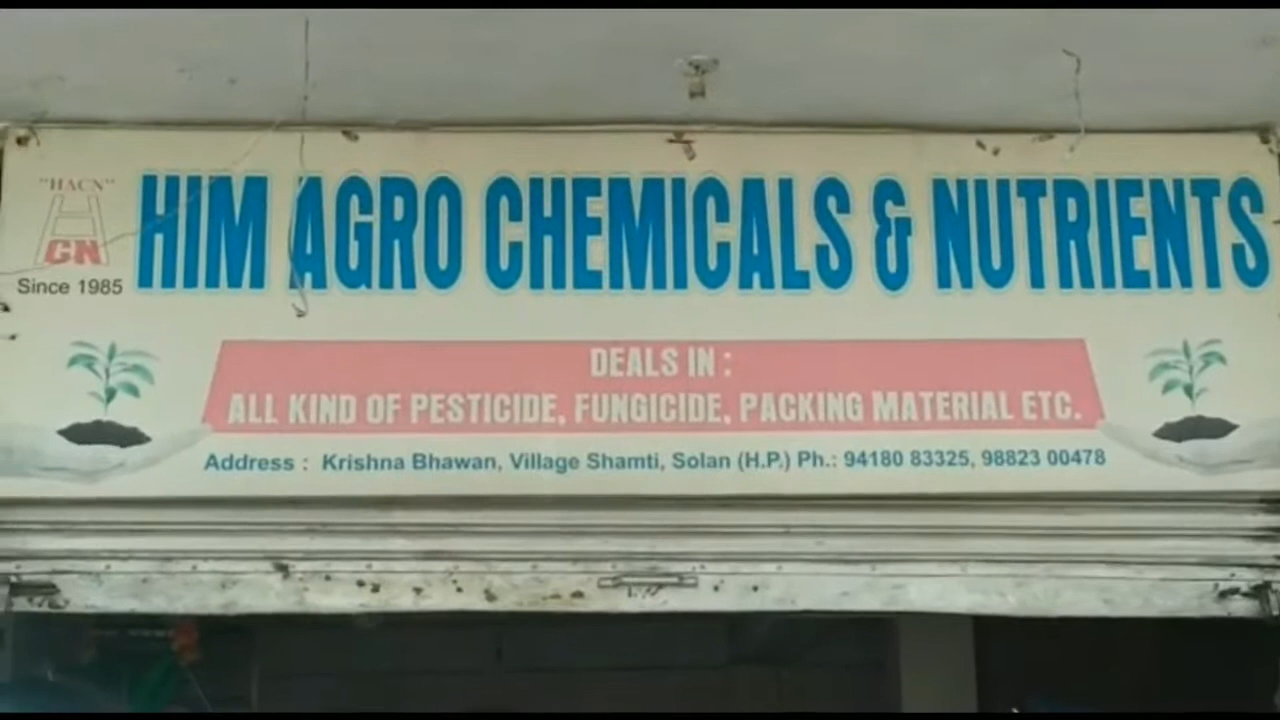 "HACN"
CN
Since 1985
HIM AGRO CHEMICALS & NUTRIENTS
DEALS IN :
ALL KIND OF PESTICIDE, FUNGICIDE, PACKING MATERIAL ETC.
Address : Krishna Bhawan, Village Shamti, Solan (H.P.) Ph.: 94180 83325, 98823 00478